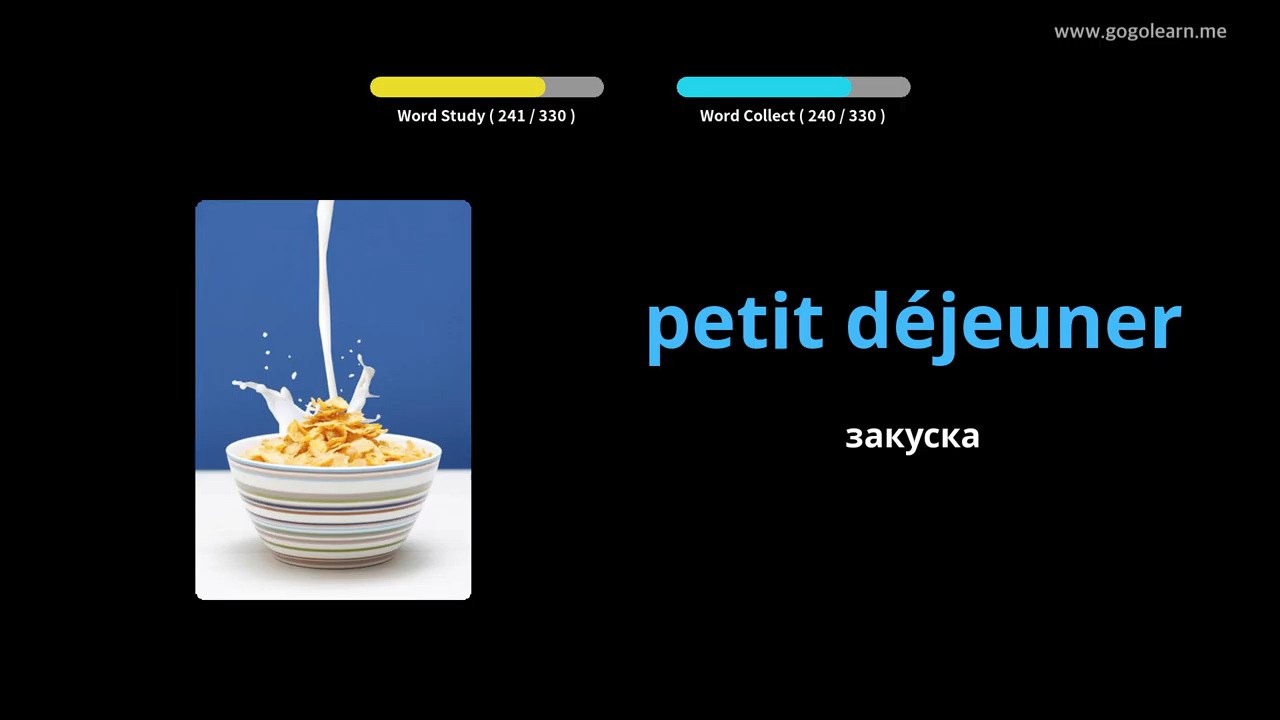 www.gogolearn.me
Word Study ( 241 / 330 )
Word Collect ( 240 / 330 )
petit déjeuner
закуска